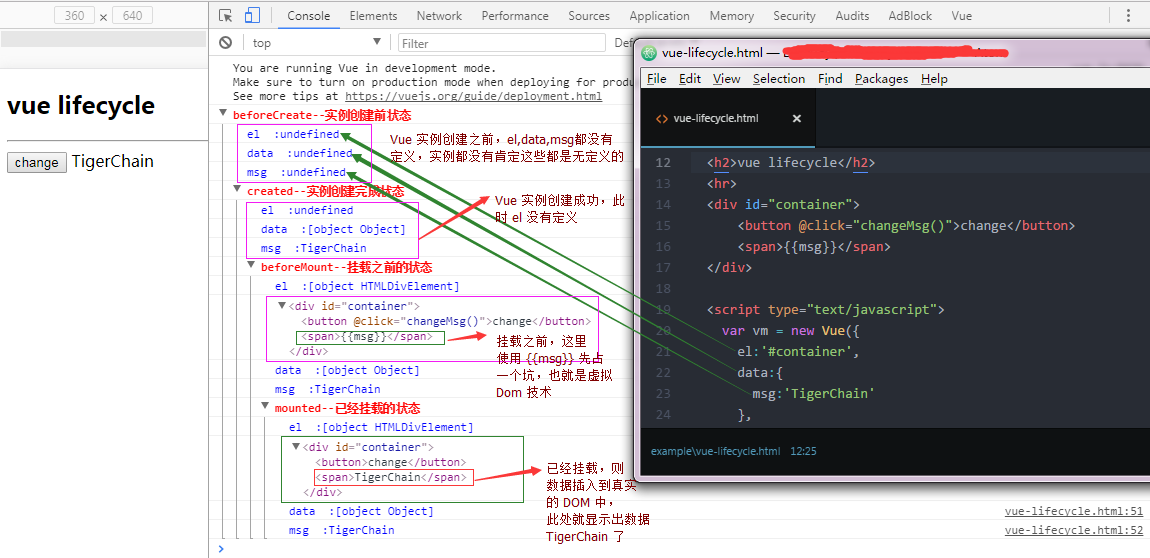 360 × 640
Console Elements Network Performance Sources Application Memory Security Audits AdBlock Vue
top ▼ Filter Defa
vue lifecycle
change TigerChain
You are running Vue in development mode.
Make sure to turn on production mode when deploying for produ
See more tips at https://vuejs.org/guide/deployment.html
beforeCreate--实例创建前状态
el :undefined
data :undefined
msg :undefined
Vue 实例创建之前，el,data,msg都没有
定义，实例都没有肯定这些都是无定义的
created--实例创建完成状态
el :undefined
data :[object Object]
msg :TigerChain
Vue 实例创建成功，此
时 el 没有定义
beforeMount--挂载之前的状态
el :[object HTMLDivElement]
▼<div id="container">
<button @click="changeMsg()">change</button>
<span>{{msg}}</span>
</div>
挂载之前，这里
使用 {{msg}} 先占
一个坑，也就是虚拟
Dom 技术
data :[object Object]
msg :TigerChain
mounted--已经挂载的状态
el :[object HTMLDivElement]
▼<div id="container">
<button>change</button>
<span>TigerChain</span>
</div>
已经挂载，则
数据插入到真实
的 DOM 中，
此处就显示出数据
TigerChain 了
data :[object Object]
vue-lifecycle.html:51
msg :TigerChain
vue-lifecycle.html:52
vue-lifecycle.html —
File Edit View Selection Find Packages Help
<> vue-lifecycle.html ×
12 <h2>vue lifecycle</h2>
13 <hr>
14 <div id="container">
15 <button @click="changeMsg()">change</button>
16 <span>{{msg}}</span>
17 </div>
18
19 <script type="text/javascript">
20 var vm = new Vue({
21 el:'#container',
22 data:{
23 msg:'TigerChain'
24 },
example\vue-lifecycle.html 12:25